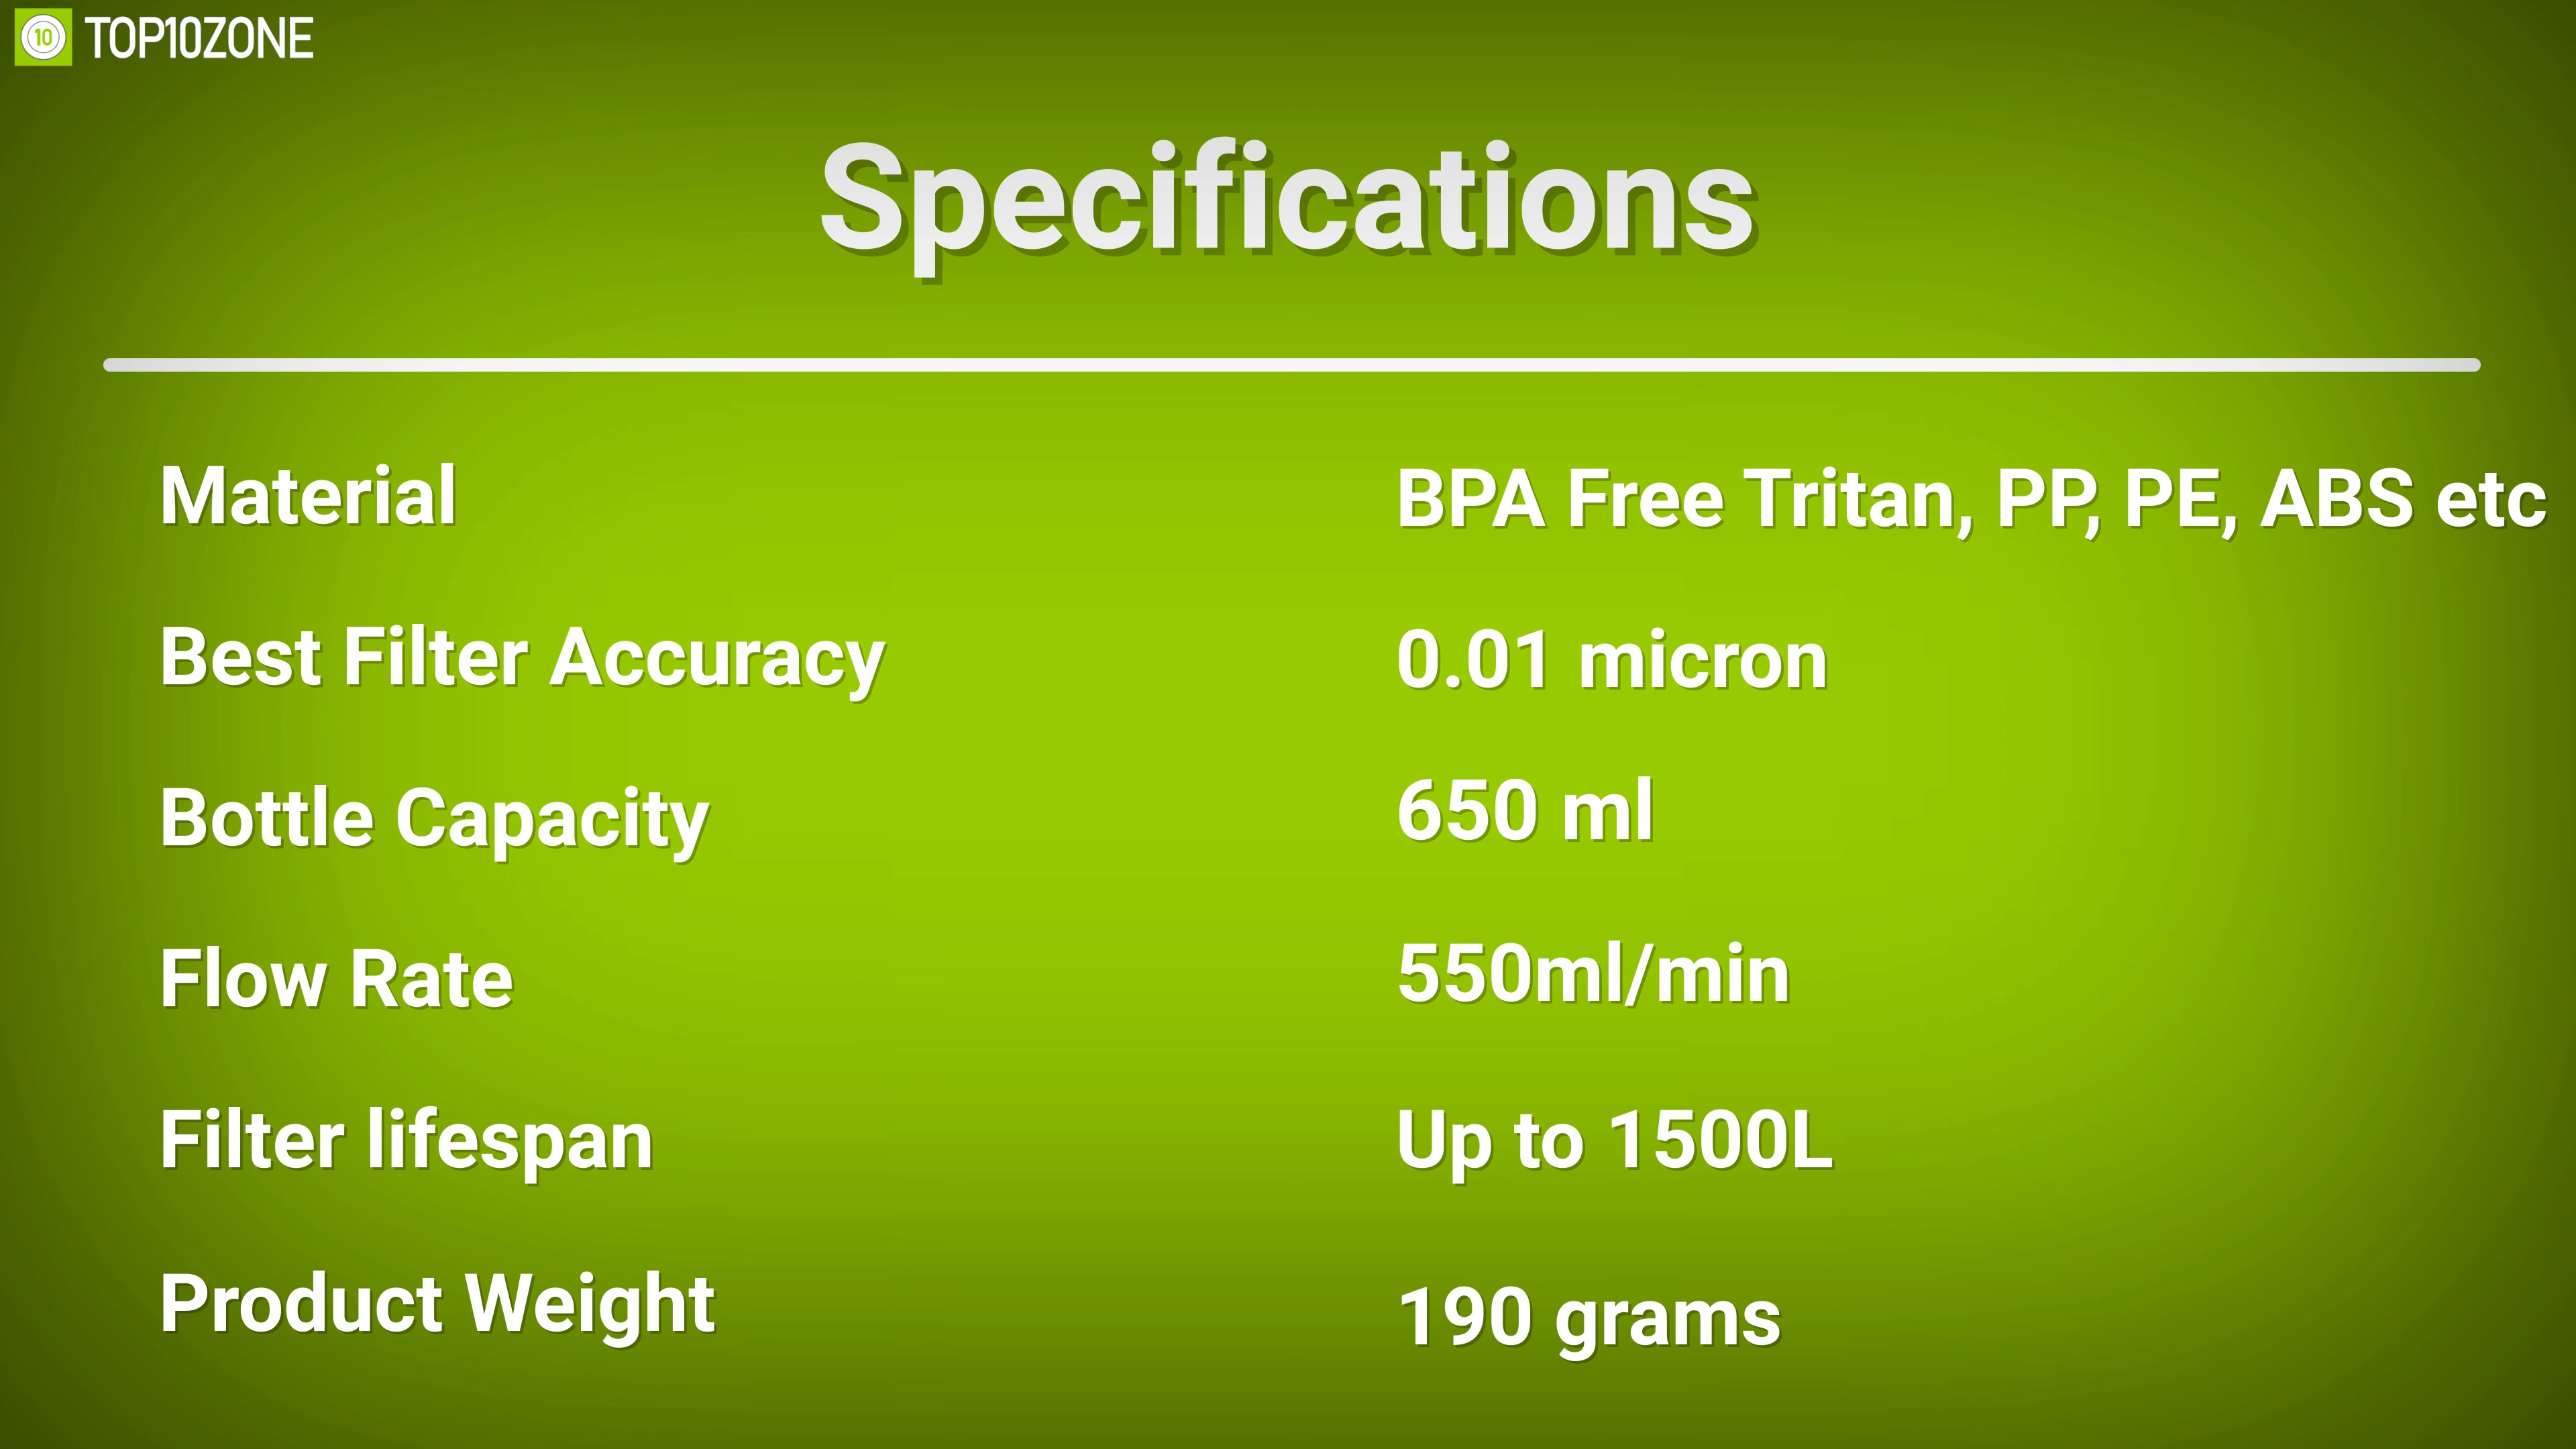 10 TOP10ZONE
Specifications
Material BPA Free Tritan, PP, PE, ABS etc
Best Filter Accuracy 0.01 micron
Bottle Capacity 650 ml
Flow Rate 550ml/min
Filter lifespan Up to 1500L
Product Weight 190 grams